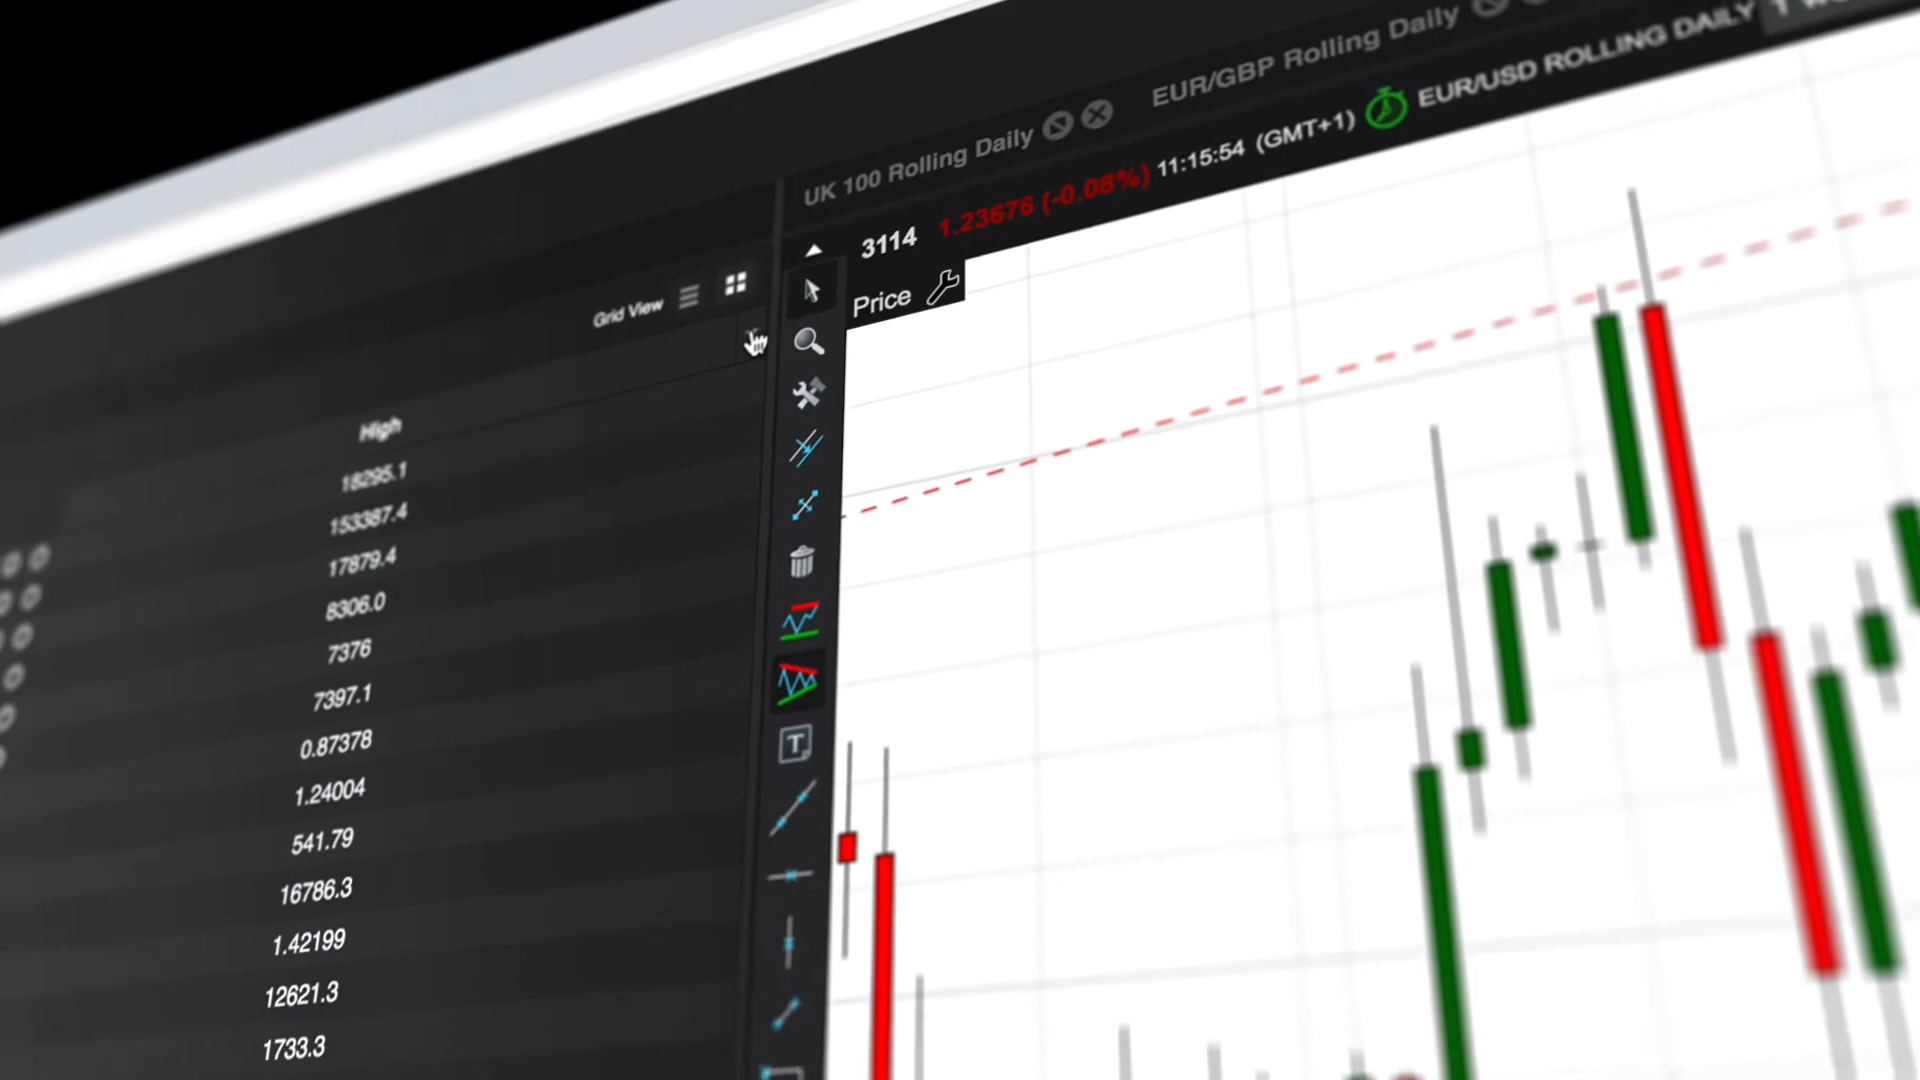 EUR/GBP Rolling Daily
UK 100 Rolling Daily
EUR/USD ROLLING DAILY
3114 1.23676 (-0.08%) 11:15:54 (GMT+1)
Price
Grid View
High
18295.1
153387.4
17879.4
8306.0
7376
7397.1
0.87378
1.24004
541.79
16786.3
1.42199
12621.3
1733.3
T